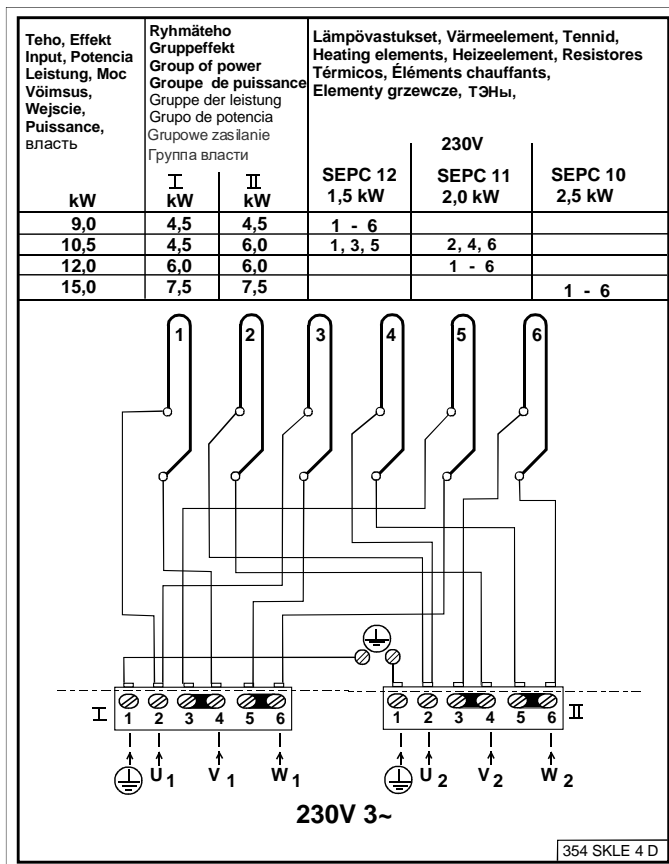 Teho, Effekt
Input, Potencia
Leistung, Moc
Vöimsus,
Wejscie,
Puissance,
власть
kW
Ryhmäteho
Gruppeffekt
Group of power
Groupe de puissance
Gruppe der leistung
Grupo de potencia
Grupowe zasilanie
Группа власти
I II
kW kW
Lämpövastukset, Värmeelement, Tennid,
Heating elements, Heizeelement, Resistores
Térmicos, Éléments chauffants,
Elementy grzewcze, ТЭНы,
230V
SEPC 12 SEPC 11 SEPC 10
1,5 kW 2,0 kW 2,5 kW
9,0 4,5 4,5 1 - 6
10,5 4,5 6,0 1, 3, 5 2, 4, 6
12,0 6,0 6,0 1 - 6
15,0 7,5 7,5 1 - 6
1 2 3 4 5 6
I 1 2 3 4 5 6 1 2 3 4 5 6 II
U1 V1 W1 U2 V2 W2
230V 3~
354 SKLE 4 D